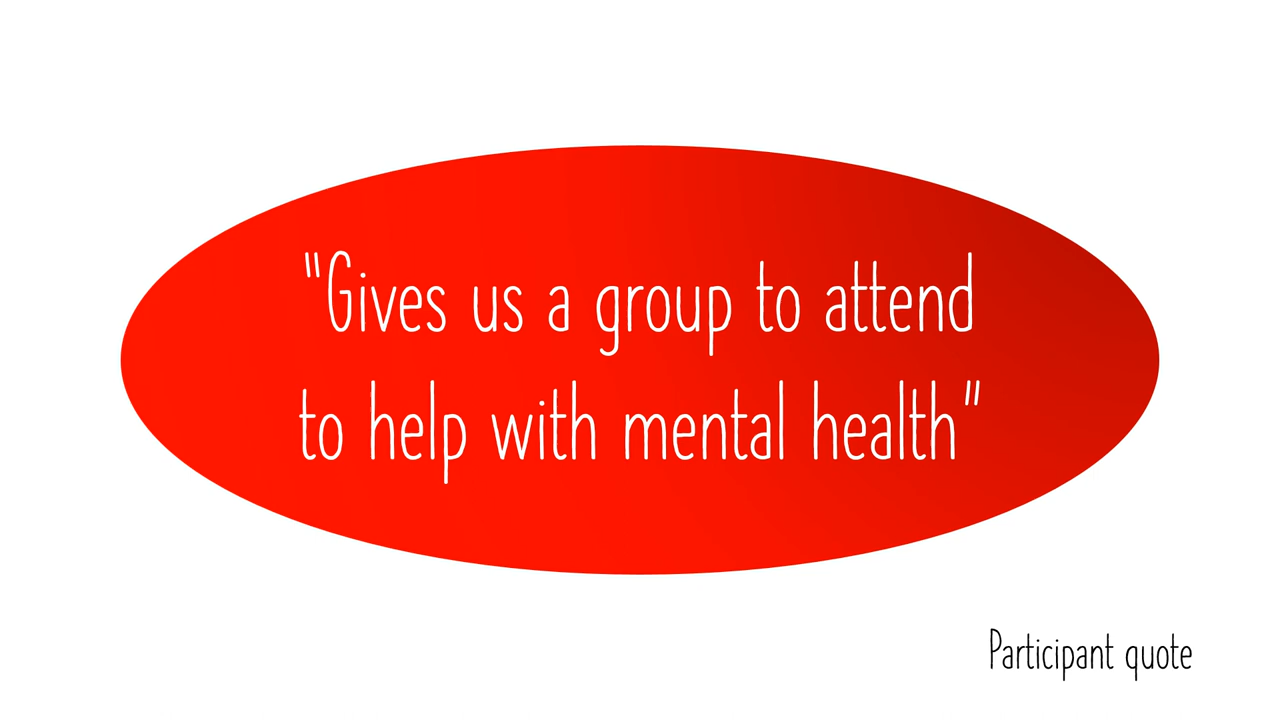 "Gives us a group to attend
to help with mental health"
Participant quote